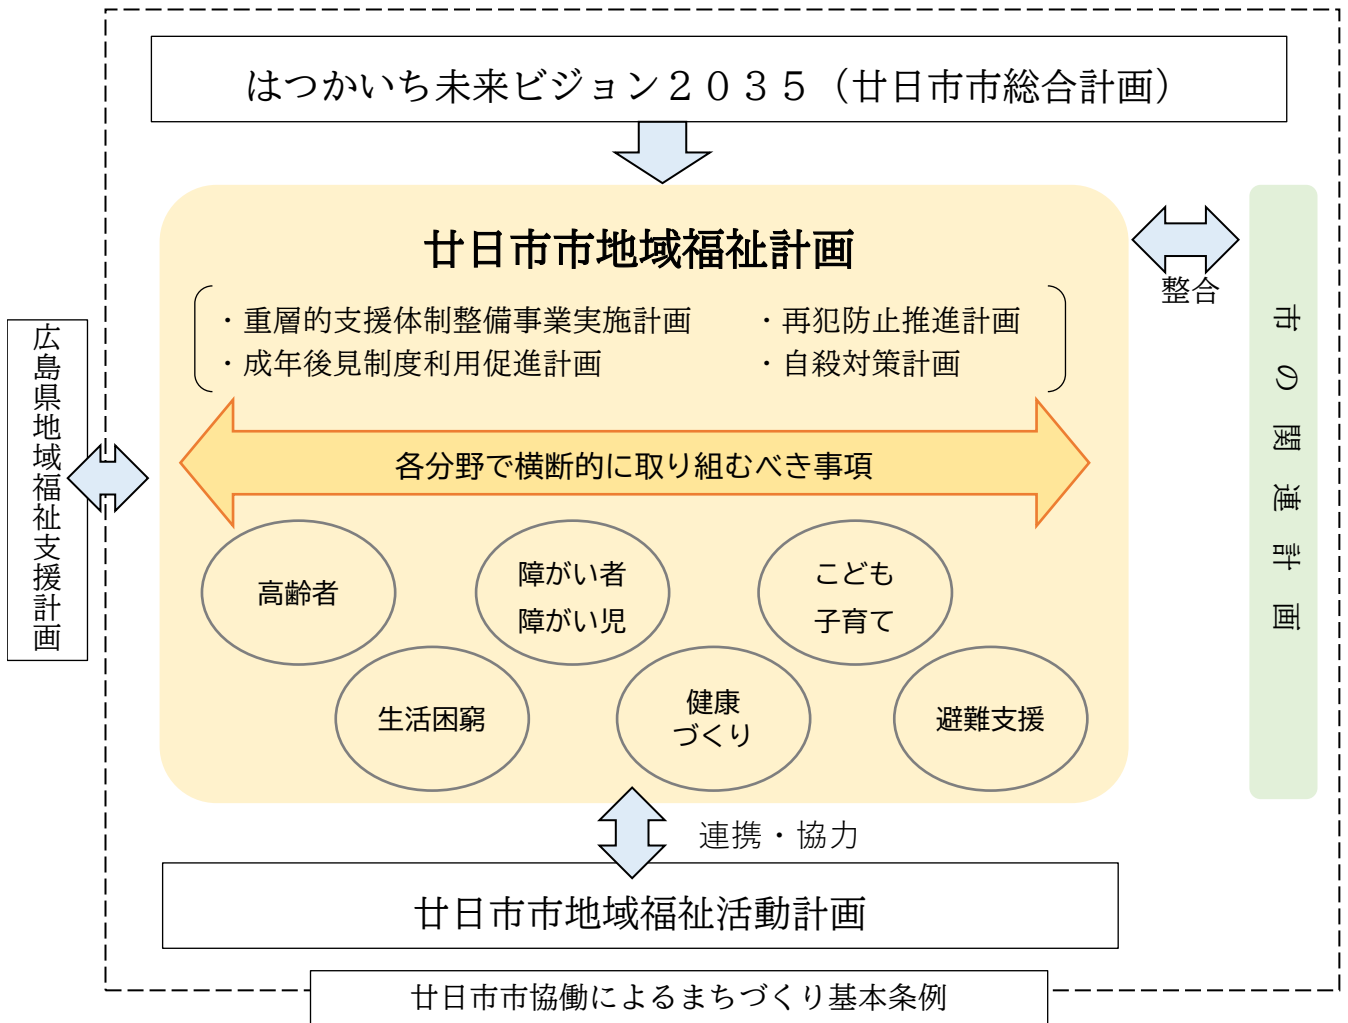 はつかいち未来ビジョン２０３５（廿日市市総合計画）
廿日市市地域福祉計画
・重層的支援体制整備事業実施計画
・再犯防止推進計画
・成年後見制度利用促進計画
・自殺対策計画
整合
市の関連計画
広島県地域福祉支援計画
各分野で横断的に取り組むべき事項
高齢者
障がい者
障がい児
こども
子育て
生活困窮
健康
づくり
避難支援
連携・協力
廿日市市地域福祉活動計画
廿日市市協働によるまちづくり基本条例